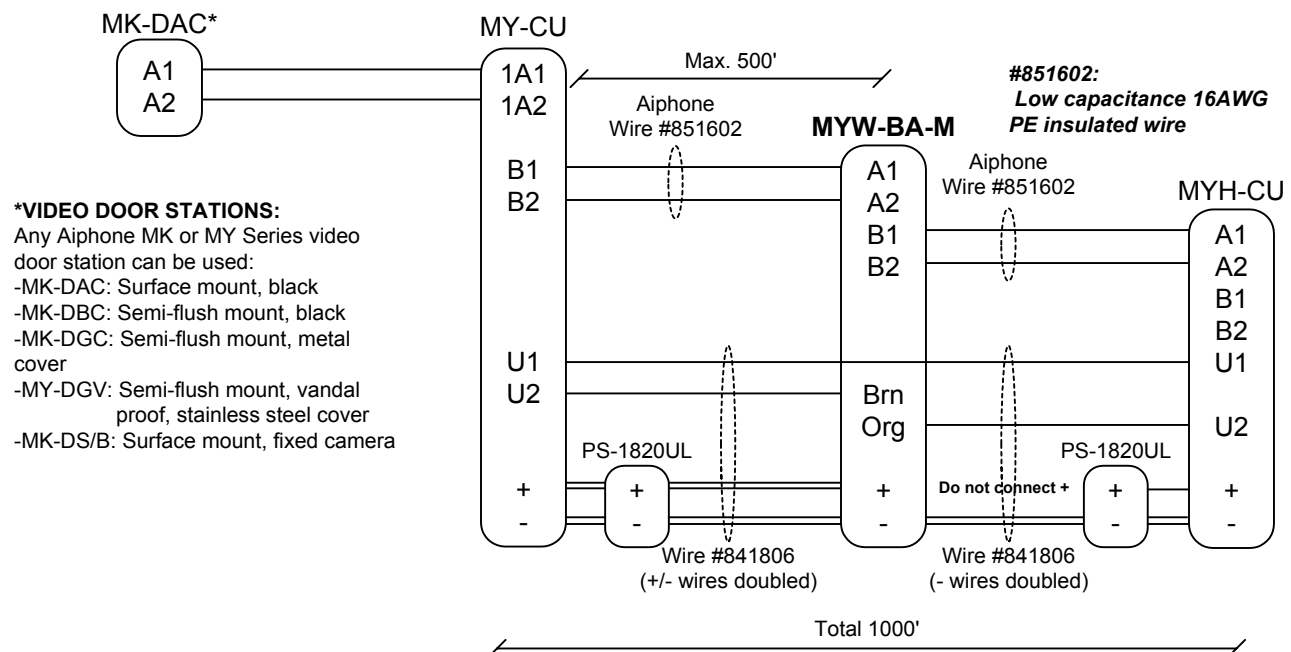 MK-DAC*
A1
A2
MY-CU
1A1
1A2
B1
B2
U1
U2
+
-
Max. 500'
Aiphone
Wire #851602
MYW-BA-M
A1
A2
B1
B2
Brn
Org
+
-
#851602:
Low capacitance 16AWG
PE insulated wire
Aiphone
Wire #851602
MYH-CU
A1
A2
B1
B2
U1
U2
+
-
*VIDEO DOOR STATIONS:
Any Aiphone MK or MY Series video
door station can be used:
-MK-DAC: Surface mount, black
-MK-DBC: Semi-flush mount, black
-MK-DGC: Semi-flush mount, metal
cover
-MY-DGV: Semi-flush mount, vandal
proof, stainless steel cover
-MK-DS/B: Surface mount, fixed camera
PS-1820UL
+
-
Do not connect +
PS-1820UL
+
-
Wire #841806
(+/- wires doubled)
Wire #841806
(- wires doubled)
Total 1000'